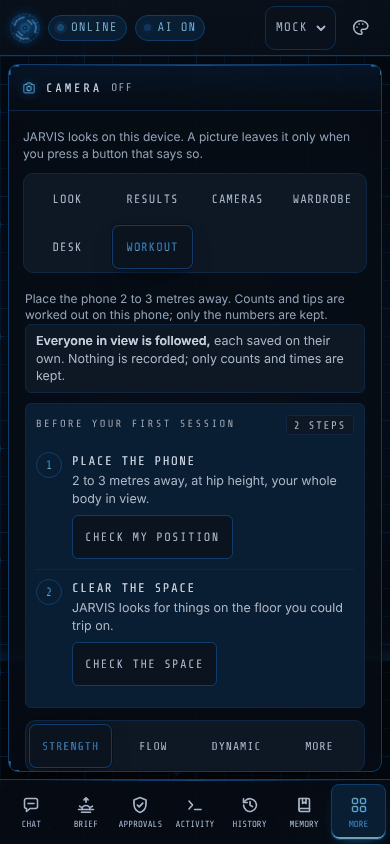 ONLINE
AI ON
MOCK
CAMERA OFF
JARVIS looks on this device. A picture leaves it only when
you press a button that says so.
LOOK RESULTS CAMERAS WARDROBE
DESK WORKOUT
Place the phone 2 to 3 metres away. Counts and tips are
worked out on this phone; only the numbers are kept.
Everyone in view is followed, each saved on their
own. Nothing is recorded; only counts and times are
kept.
BEFORE YOUR FIRST SESSION 2 STEPS
1 PLACE THE PHONE
2 to 3 metres away, at hip height, your whole
body in view.
CHECK MY POSITION
2 CLEAR THE SPACE
JARVIS looks for things on the floor you could
trip on.
CHECK THE SPACE
STRENGTH FLOW DYNAMIC MORE
CHAT BRIEF APPROVALS ACTIVITY HISTORY MEMORY MORE